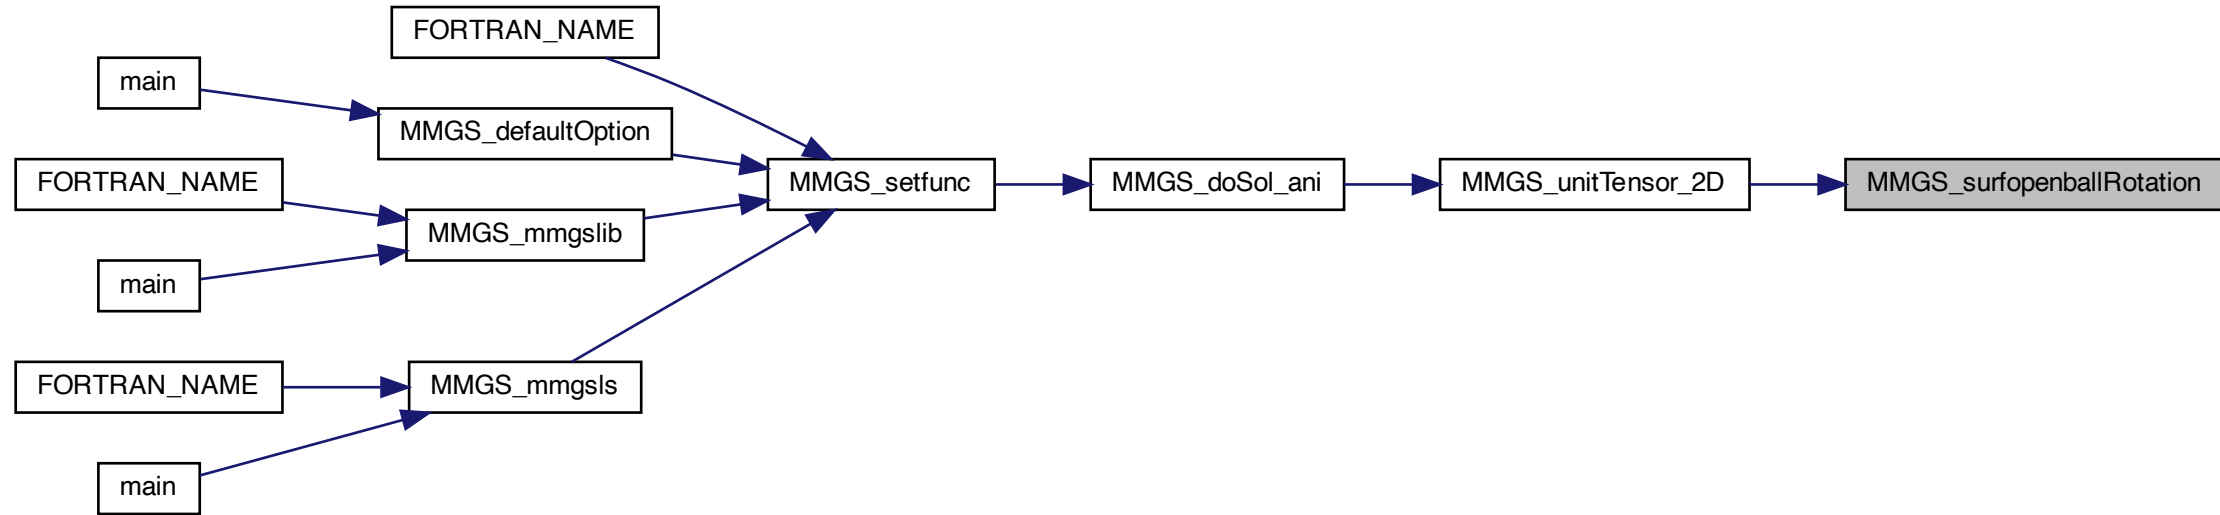 FORTRAN_NAME
main
MMGS_defaultOption
FORTRAN_NAME
MMGS_setfunc
MMGS_doSol_ani
MMGS_unitTensor_2D
MMGS_surfopenballRotation
MMGS_mmgslib
main
FORTRAN_NAME
MMGS_mmgsls
main